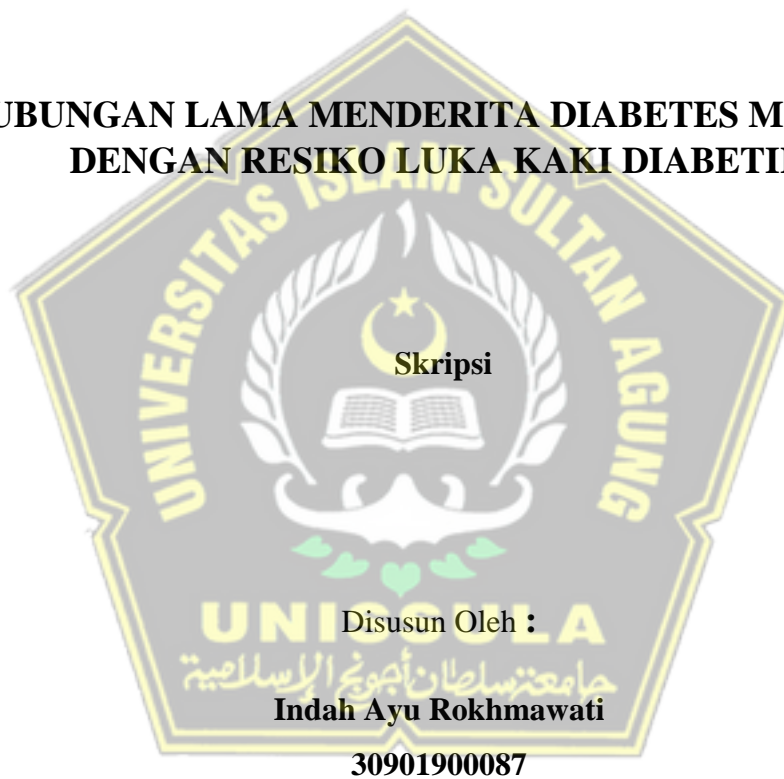 UBUNGAN LAMA MENDERITA DIABETES M
DENGAN RESIKO LUKA KAKI DIABETI
UNIVERSITAS ISLAM SULTAN AGUNG
Skripsi
UNISSULA
Disusun Oleh :
جامعة سلطان أجونج الإسلامية
Indah Ayu Rokhmawati
30901900087